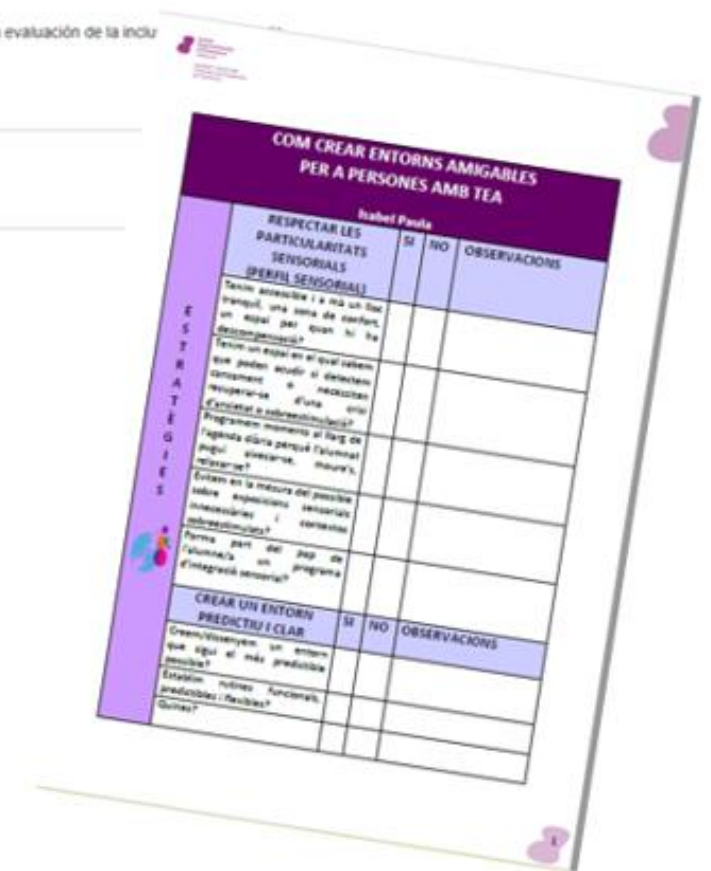 evaluación de la inclu
COM CREAR ENTORNS AMIGABLES
PER A PERSONES AMB TEA
Isabel Paula
ESTRATÈGIES
RESPECTAR LES
PARTICULARITATS
SENSORIALS
(PERFIL SENSORIAL)
SI NO OBSERVACIONS
Tenim accessible i a mà un lloc
tranquil, una zona de confort,
un espai per quan hi ha
descompensació?
Tenim un espai en el qual sabem
que poden acudir si detectem
cansament o necessiten
recuperar-se d'una crisi
d'ansietat o sobreestimulació?
Programem moments al llarg de
l'agenda diària perquè l'alumnat
pugui aixecar-se, moure's,
relaxar-se?
Evitem en la mesura del possible
sobre exposicions sensorials
innecessàries i contextos
sobreestimulats?
Forma part del pap de
l'alumne/a un programa
d'integració sensorial?
CREAR UN ENTORN
PREDICTIU I CLAR
SI NO OBSERVACIONS
Creem/dissenyem un entorn
que sigui el més predictible
possible?
Establim rutines funcionals,
predictibles i flexibles?
Quines?
1